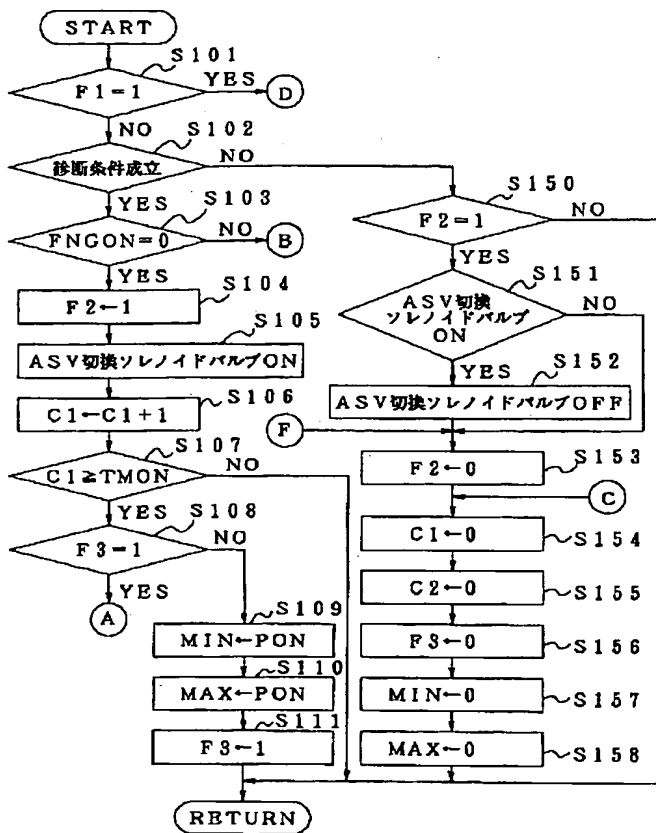 START
S101
F1=1
YES
D
NO
S102
診断条件成立
NO
YES
S103
FNGON=0
NO
B
YES
S104
F2←1
S105
ASV切換ソレノイドバルブON
S106
C1←C1+1
S107
C1≧TMON
NO
YES
S108
F3=1
NO
YES
A
S109
MIN←PON
S110
MAX←PON
S111
F3←1
RETURN
S150
F2=1
NO
YES
S151
ASV切換
ソレノイドバルブ
ON
NO
YES
S152
ASV切換ソレノイドバルブOFF
F
S153
F2←0
C
C1←0
S154
C2←0
S155
F3←0
S156
MIN←0
S157
MAX←0
S158